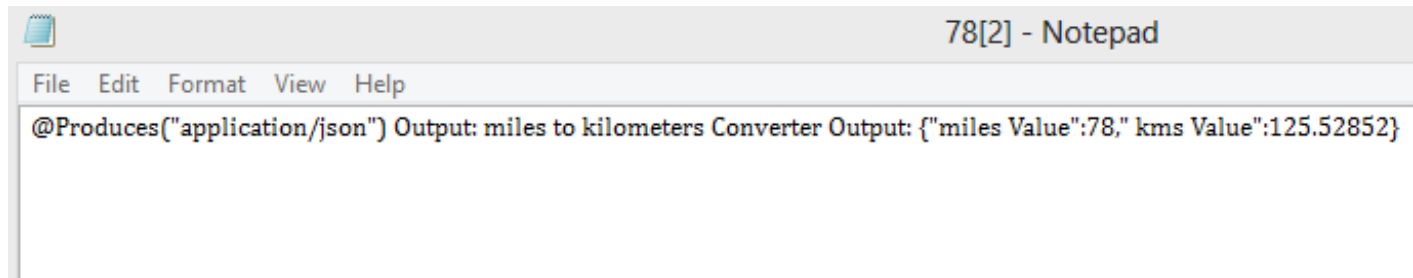 78[2] - Notepad
File Edit Format View Help
@Produces("application/json") Output: miles to kilometers Converter Output: {"miles Value":78," kms Value":125.52852}